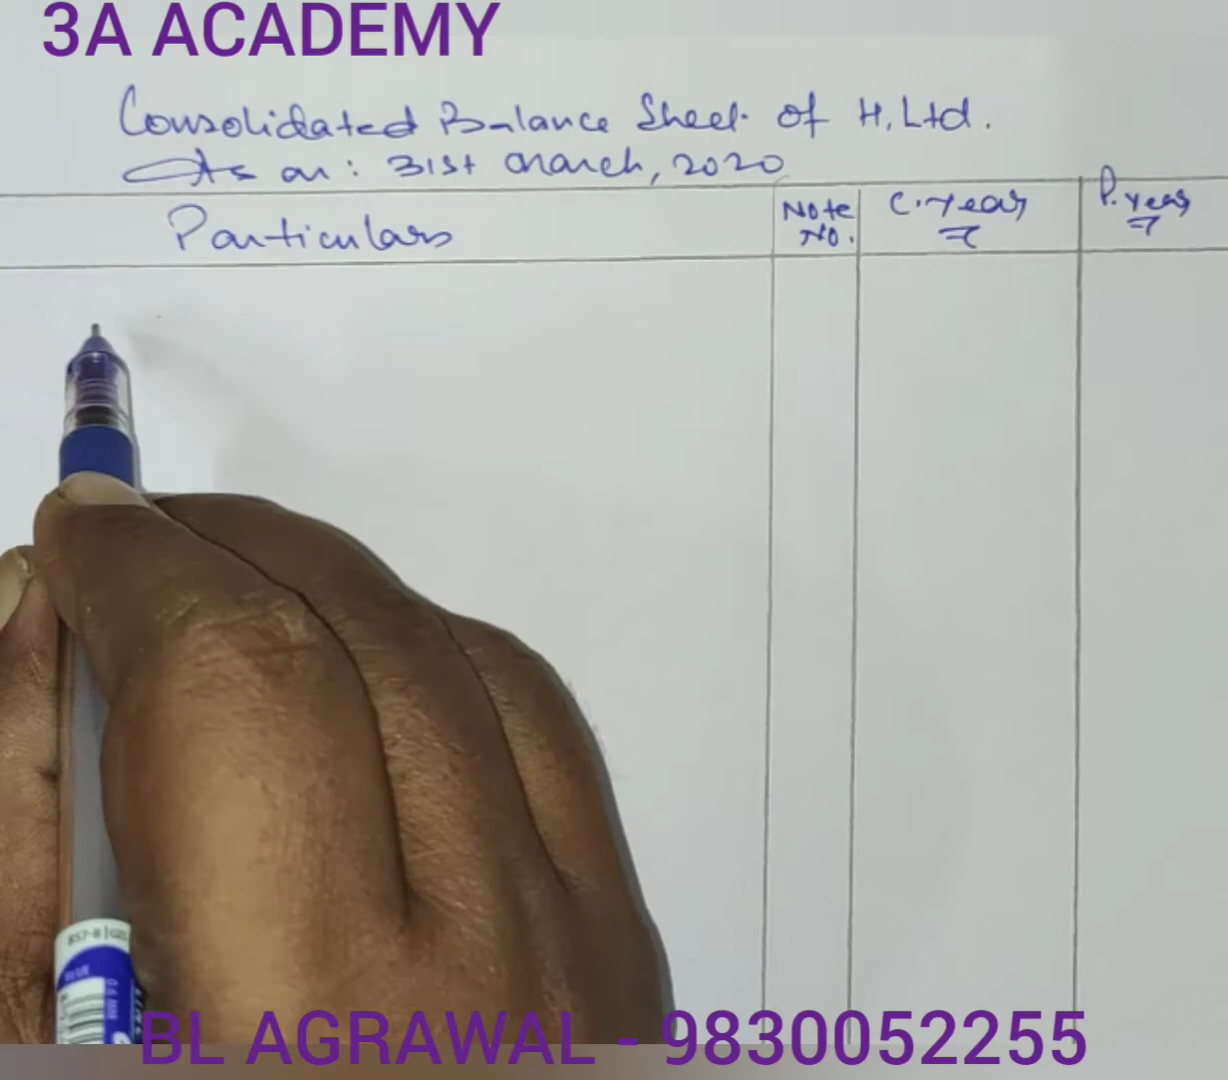 3A ACADEMY
Consolidated Balance Sheet of H. Ltd.
As on: 31st March, 2020
Particulars
Note No.
C. year ₹
P. year ₹
BL AGRAWAL - 9830052255